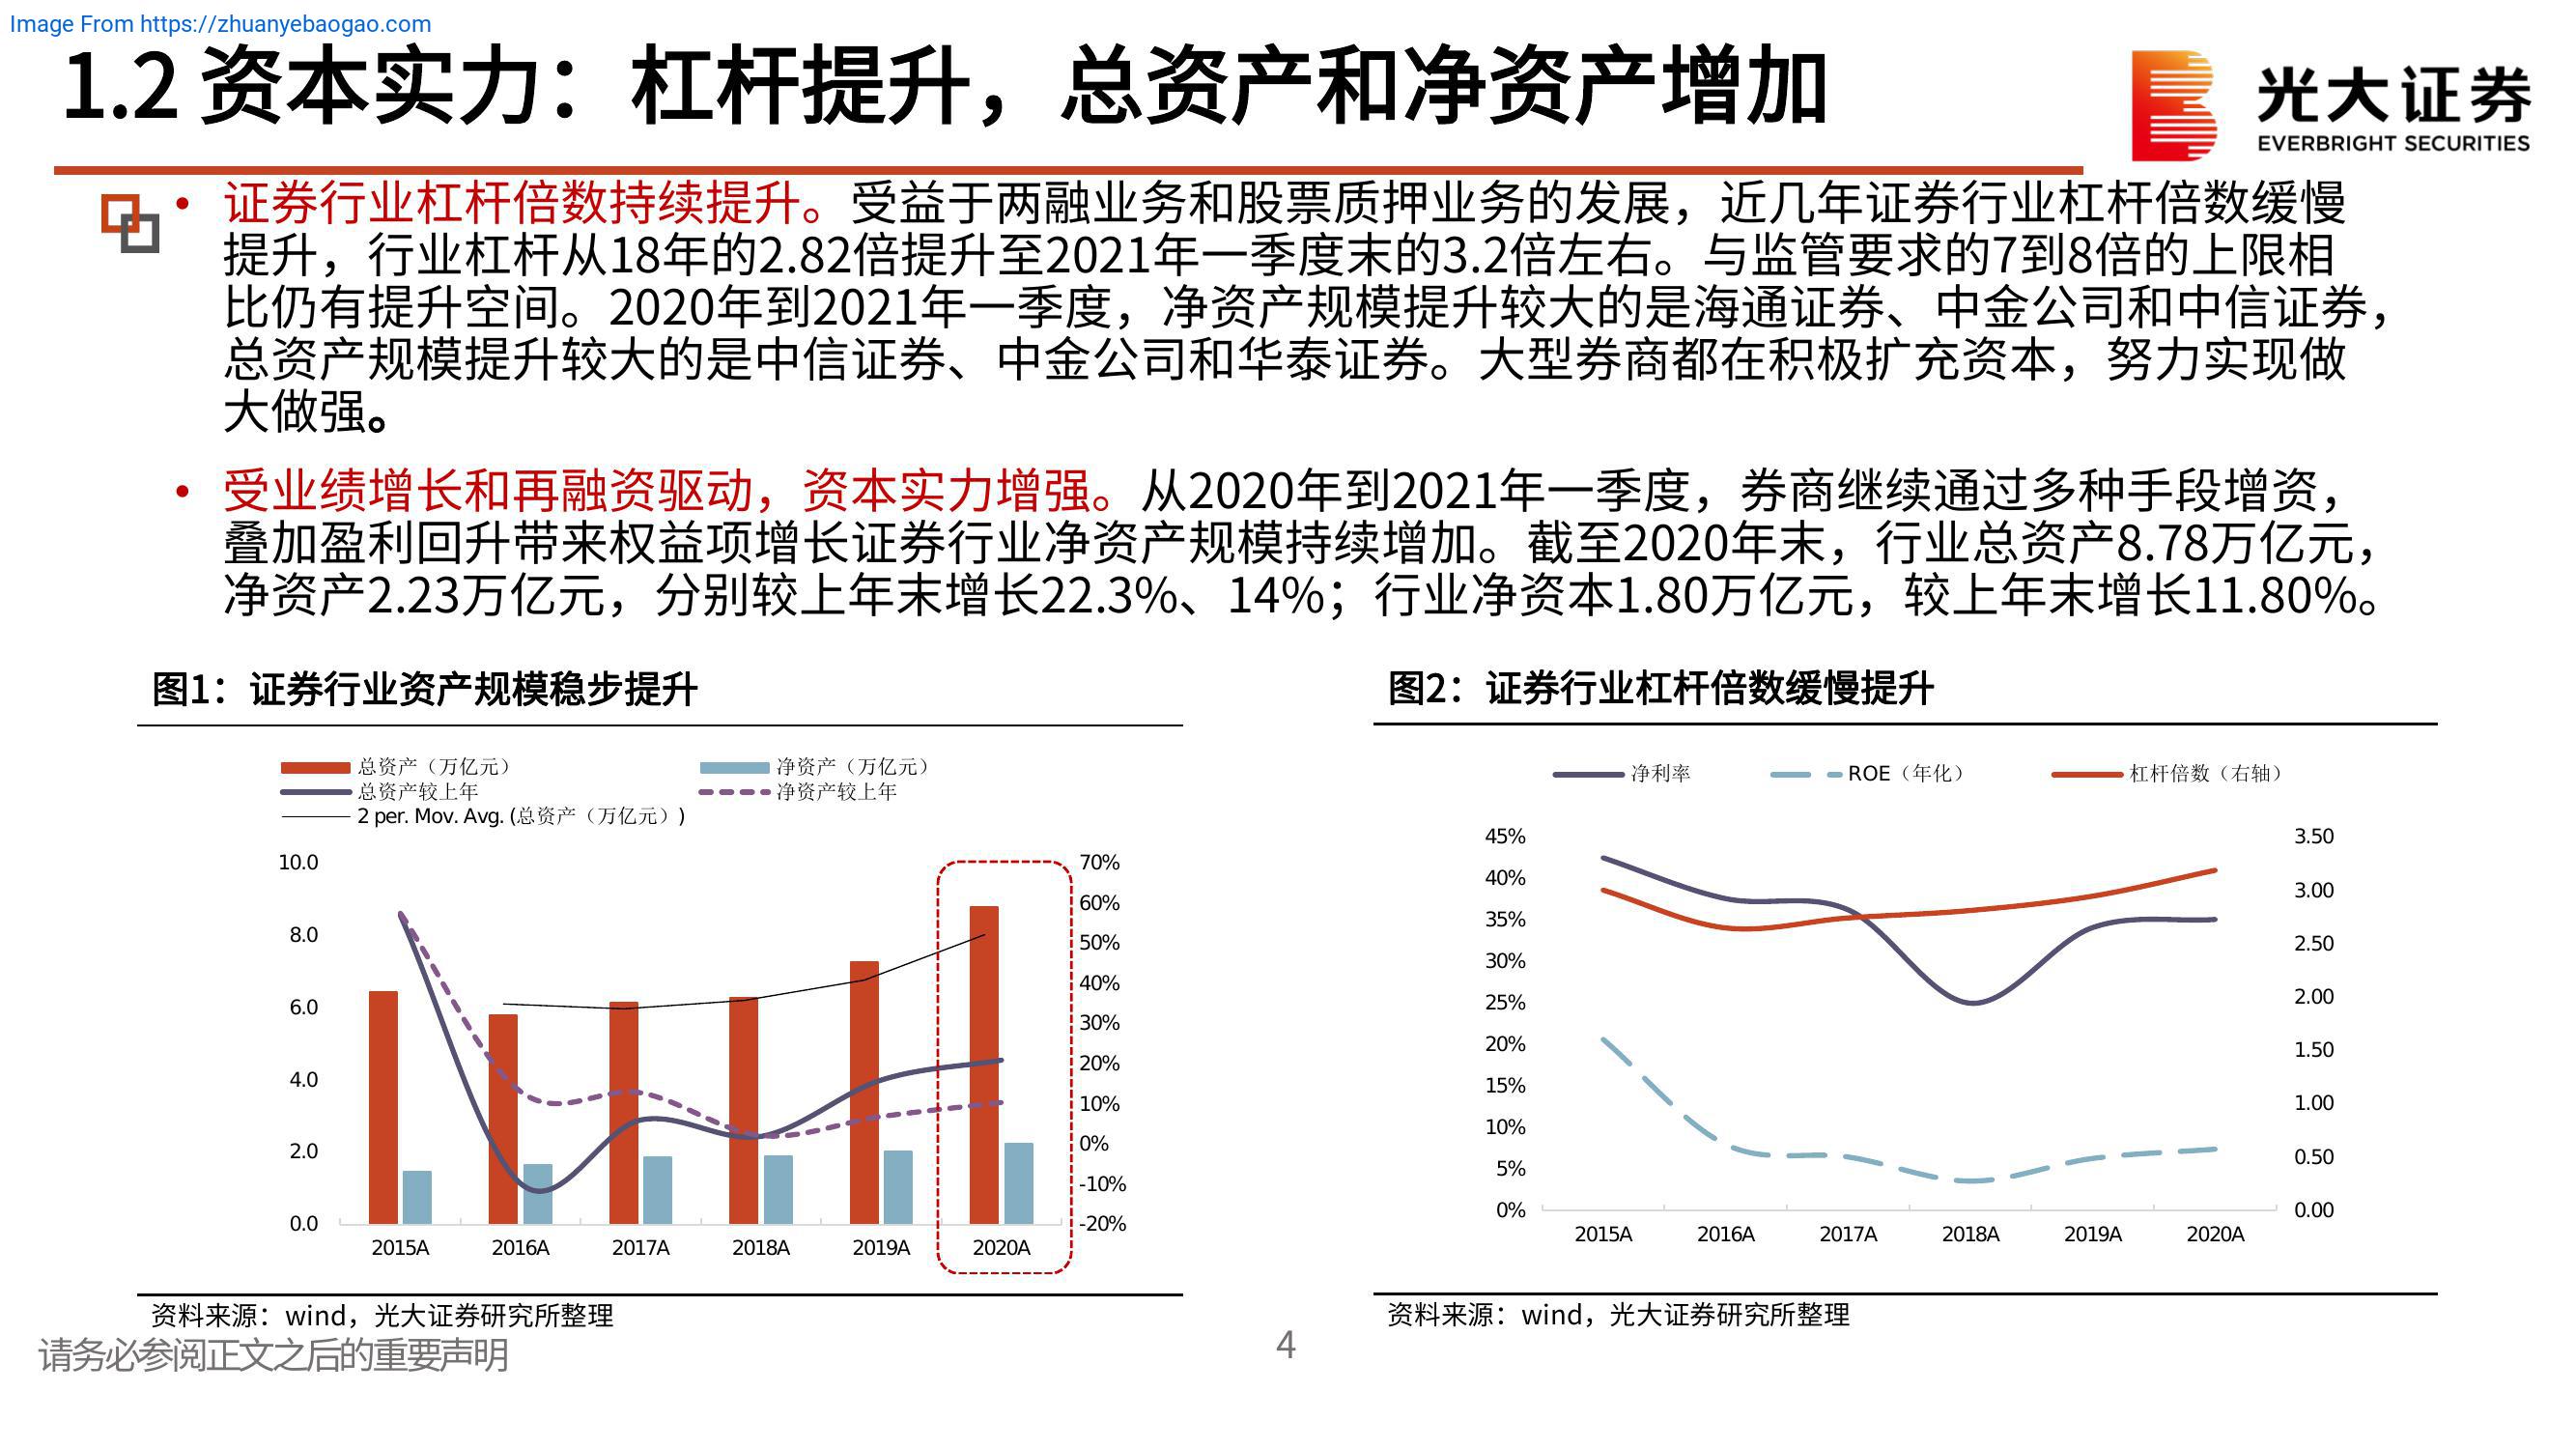 Image From https://zhuanyebaogao.com
1.2 资本实力：杠杆提升，总资产和净资产增加
光大证券
EVERBRIGHT SECURITIES
• 证券行业杠杆倍数持续提升。受益于两融业务和股票质押业务的发展，近几年证券行业杠杆倍数缓慢
提升，行业杠杆从18年的2.82倍提升至2021年一季度末的3.2倍左右。与监管要求的7到8倍的上限相
比仍有提升空间。2020年到2021年一季度，净资产规模提升较大的是海通证券、中金公司和中信证券，
总资产规模提升较大的是中信证券、中金公司和华泰证券。大型券商都在积极扩充资本，努力实现做
大做强。
• 受业绩增长和再融资驱动，资本实力增强。从2020年到2021年一季度，券商继续通过多种手段增资，
叠加盈利回升带来权益项增长证券行业净资产规模持续增加。截至2020年末，行业总资产8.78万亿元，
净资产2.23万亿元，分别较上年末增长22.3%、14%；行业净资本1.80万亿元，较上年末增长11.80%。
图1：证券行业资产规模稳步提升
总资产（万亿元） 净资产（万亿元）
总资产较上年 净资产较上年
2 per. Mov. Avg. (总资产（万亿元）)
10.0 70%
60%
8.0 50%
40%
6.0 30%
20%
4.0 10%
2.0 0%
-10%
0.0 -20%
2015A 2016A 2017A 2018A 2019A 2020A
资料来源：wind，光大证券研究所整理
图2：证券行业杠杆倍数缓慢提升
净利率 ROE（年化） 杠杆倍数（右轴）
45% 3.50
40% 3.00
35% 2.50
30% 2.00
25% 1.50
20% 1.00
15% 0.50
10% 0.00
5%
0%
2015A 2016A 2017A 2018A 2019A 2020A
资料来源：wind，光大证券研究所整理
请务必参阅正文之后的重要声明
4